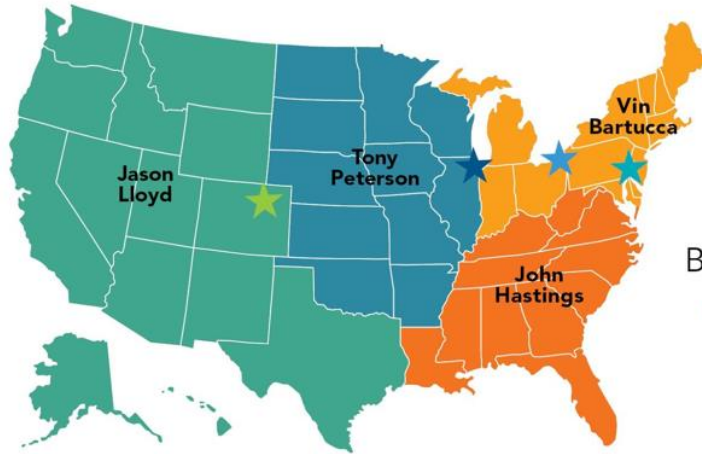 Vin
Bartucca
Tony
Peterson
Jason
Lloyd
John
Hastings
B